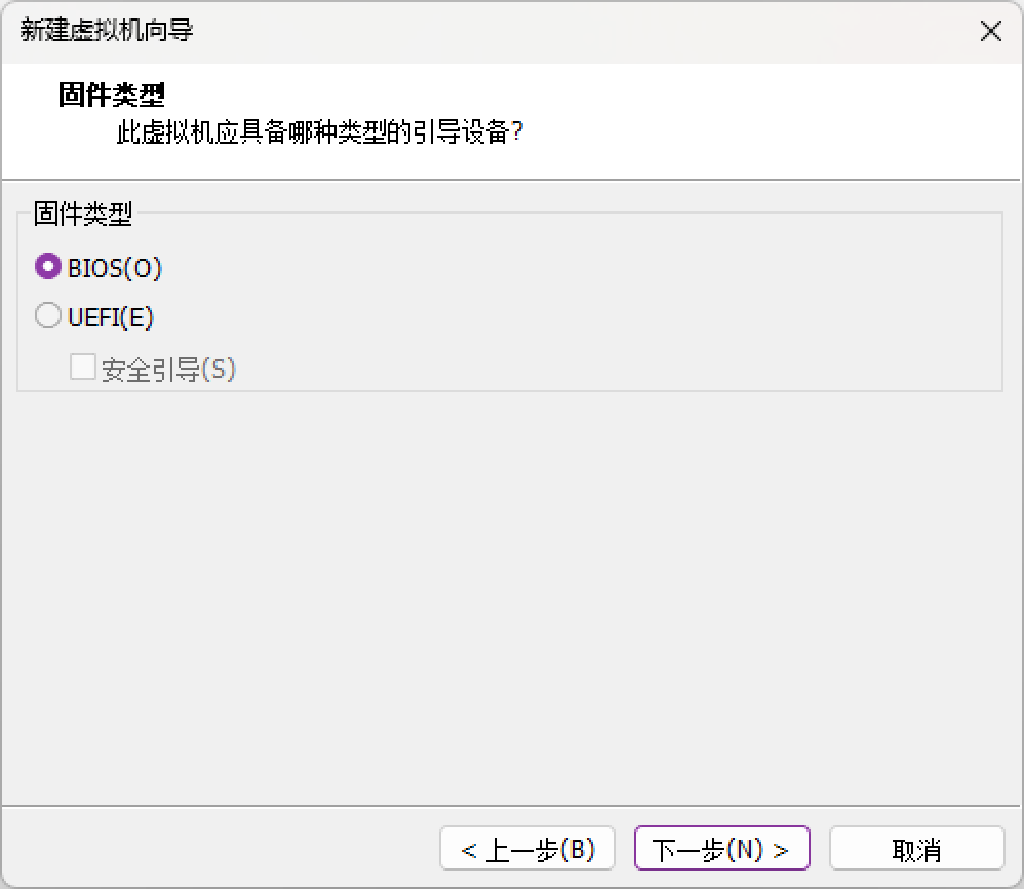 新建虚拟机向导
固件类型
此虚拟机应具备哪种类型的引导设备?
固件类型
BIOS(O)
UEFI(E)
安全引导(S)
< 上一步(B)
下一步(N) >
取消